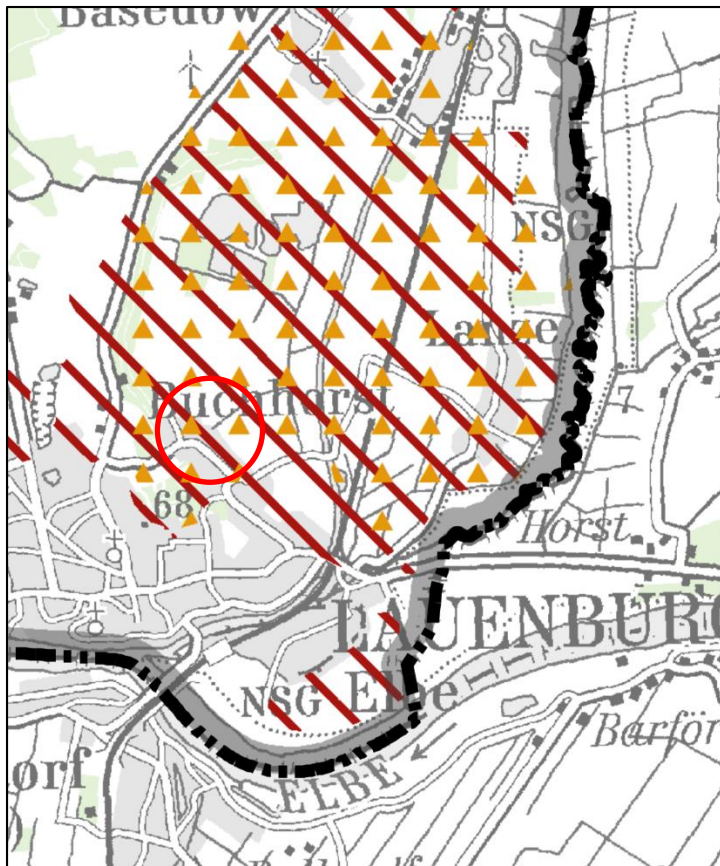 Basedow
NSG
Lanze
Buchhorst
7
68
Horst
LAUENBURG
Elbe
NSG
Barför
ELBE
orf
)